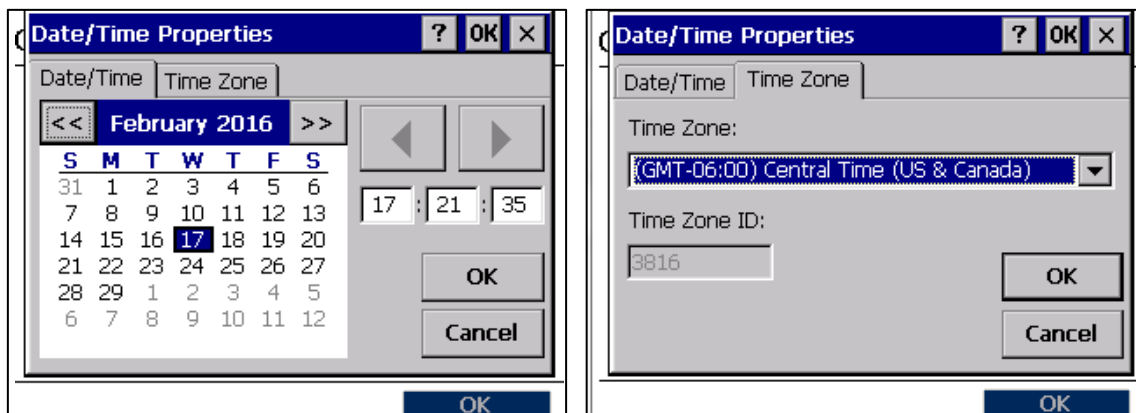 Date/Time Properties ? OK ×
Date/Time Time Zone
<< February 2016 >>
S M T W T F S
31 1 2 3 4 5 6
7 8 9 10 11 12 13
14 15 16 17 18 19 20
21 22 23 24 25 26 27
28 29 1 2 3 4 5
6 7 8 9 10 11 12
17 : 21 : 35
OK
Cancel
OK
Date/Time Properties ? OK ×
Date/Time Time Zone
Time Zone:
(GMT-06:00) Central Time (US & Canada)
Time Zone ID:
3816
OK
Cancel
OK